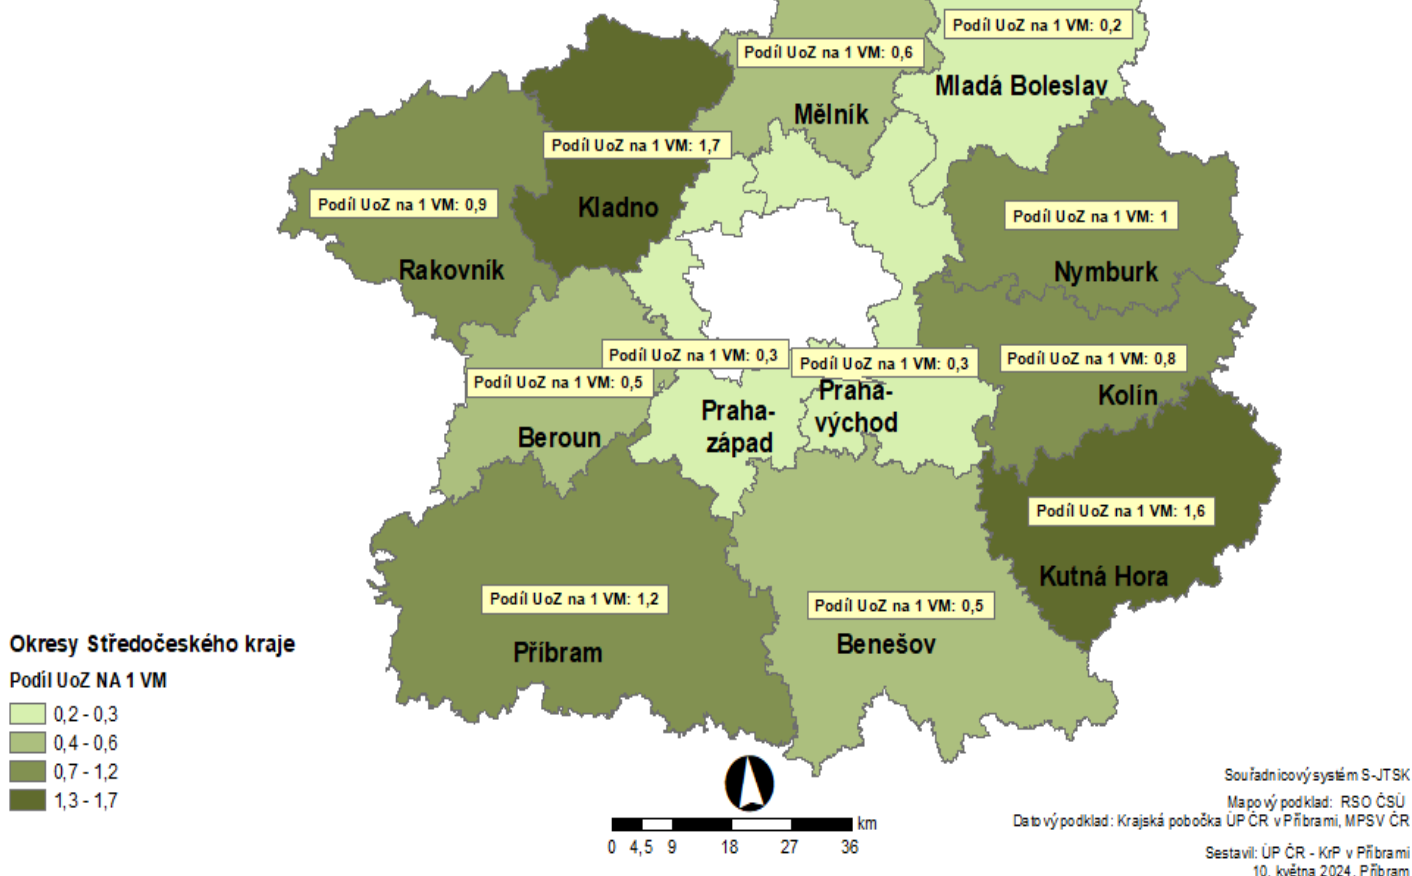 Podíl UoZ na 1 VM: 0,2
Podíl UoZ na 1 VM: 0,6
Mladá Boleslav
Mělník
Podíl UoZ na 1 VM: 1,7
Podíl UoZ na 1 VM: 0,9
Kladno
Podíl UoZ na 1 VM: 1
Rakovník
Nymburk
Podíl UoZ na 1 VM: 0,3
Podíl UoZ na 1 VM: 0,3
Podíl UoZ na 1 VM: 0,8
Podíl UoZ na 1 VM: 0,5
Kolín
Praha-
východ
Praha-
západ
Beroun
Podíl UoZ na 1 VM: 1,6
Kutná Hora
Podíl UoZ na 1 VM: 1,2
Podíl UoZ na 1 VM: 0,5
Příbram
Benešov
Okresy Středočeského kraje
Podíl UoZ NA 1 VM
0,2 - 0,3
0,4 - 0,6
0,7 - 1,2
1,3 - 1,7
km
0 4,5 9 18 27 36
Souřadnicový systém S-JTSK
Mapový podklad: RSO ČSÚ
Datový podklad: Krajská pobočka ÚP ČR v Příbrami, MPSV ČR
Sestavil: ÚP ČR - KrP v Příbrami
10. května 2024, Příbram